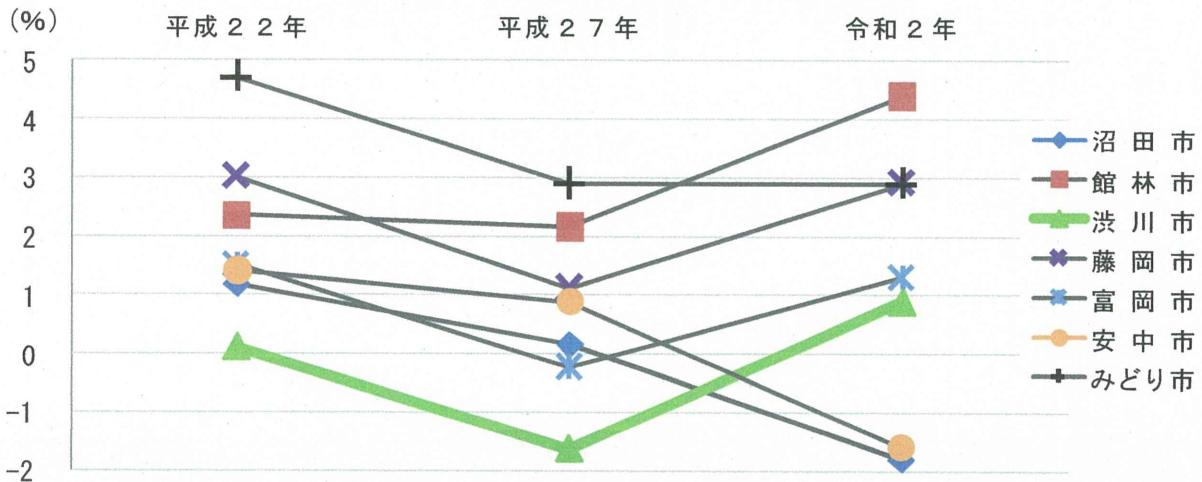 (%)
平成２２年 平成２７年 令和２年
5
4
3
2
1
0
-1
-2
沼田市
館林市
渋川市
藤岡市
富岡市
安中市
みどり市